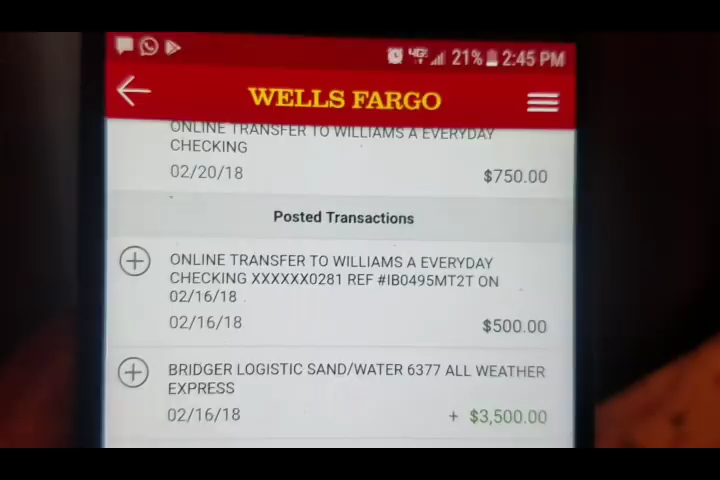 4G 21% 2:45 PM
WELLS FARGO
ONLINE TRANSFER TO WILLIAMS A EVERYDAY
CHECKING
02/20/18 $750.00
Posted Transactions
ONLINE TRANSFER TO WILLIAMS A EVERYDAY
CHECKING XXXXXX0281 REF #IB0495MT2T ON
02/16/18
02/16/18 $500.00
BRIDGER LOGISTIC SAND/WATER 6377 ALL WEATHER
EXPRESS
02/16/18 + $3,500.00